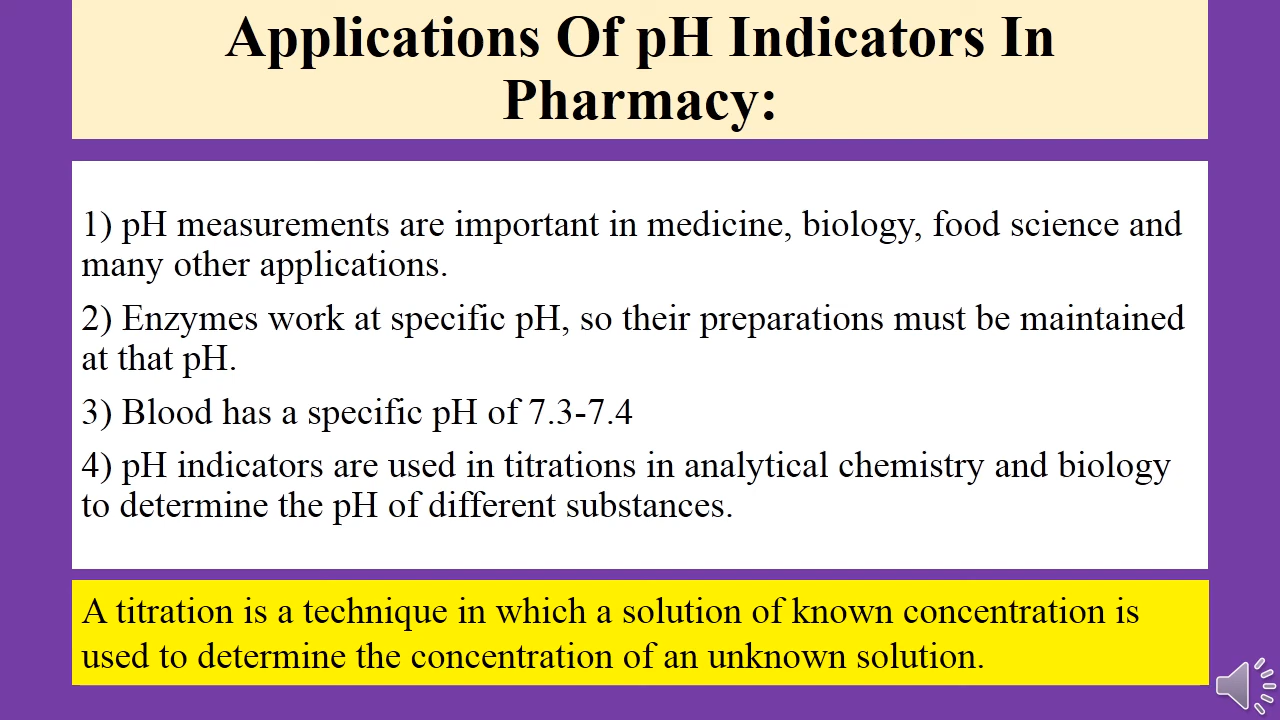 Applications Of pH Indicators In
Pharmacy:
1) pH measurements are important in medicine, biology, food science and
many other applications.
2) Enzymes work at specific pH, so their preparations must be maintained
at that pH.
3) Blood has a specific pH of 7.3-7.4
4) pH indicators are used in titrations in analytical chemistry and biology
to determine the pH of different substances.
A titration is a technique in which a solution of known concentration is
used to determine the concentration of an unknown solution.